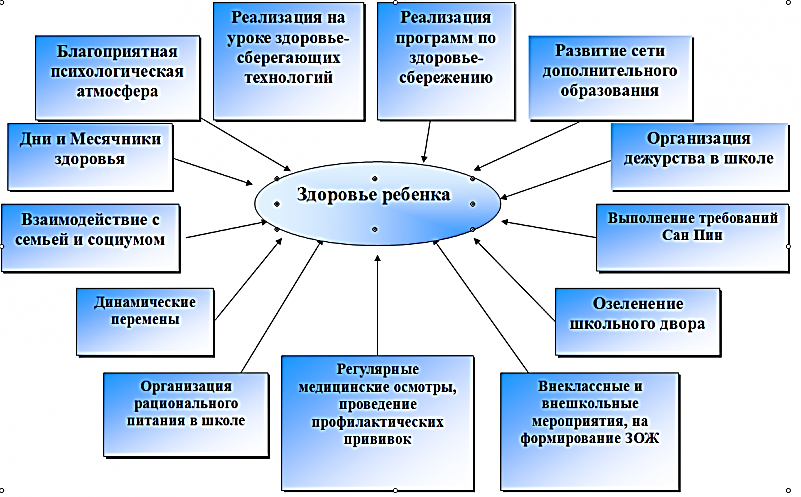 Благоприятная
психологическая
атмосфера
Реализация на
уроке здоровье-
сберегающих
технологий
Реализация
программ по
здоровье-
сбережению
Развитие сети
дополнительного
образования
Дни и Месячники
здоровья
Организация
дежурства в школе
Здоровье ребенка
Взаимодействие с
семьей и социумом
Выполнение требований
Сан Пин
Динамические
перемены
Озеленение
школьного двора
Организация
рационального
питания в школе
Регулярные
медицинские осмотры,
проведение
профилактических
прививок
Внеклассные и
внешкольные
мероприятия, на
формирование ЗОЖ